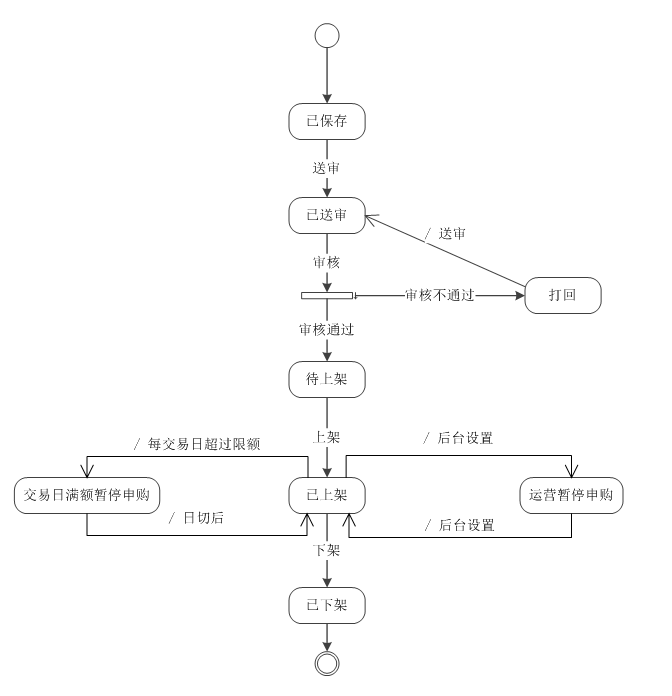 已保存
送审
已送审
/ 送审
审核
审核不通过
打回
审核通过
待上架
上架
/ 每交易日超过限额
/ 后台设置
交易日满额暂停申购
已上架
运营暂停申购
/ 日切后
/ 后台设置
下架
已下架